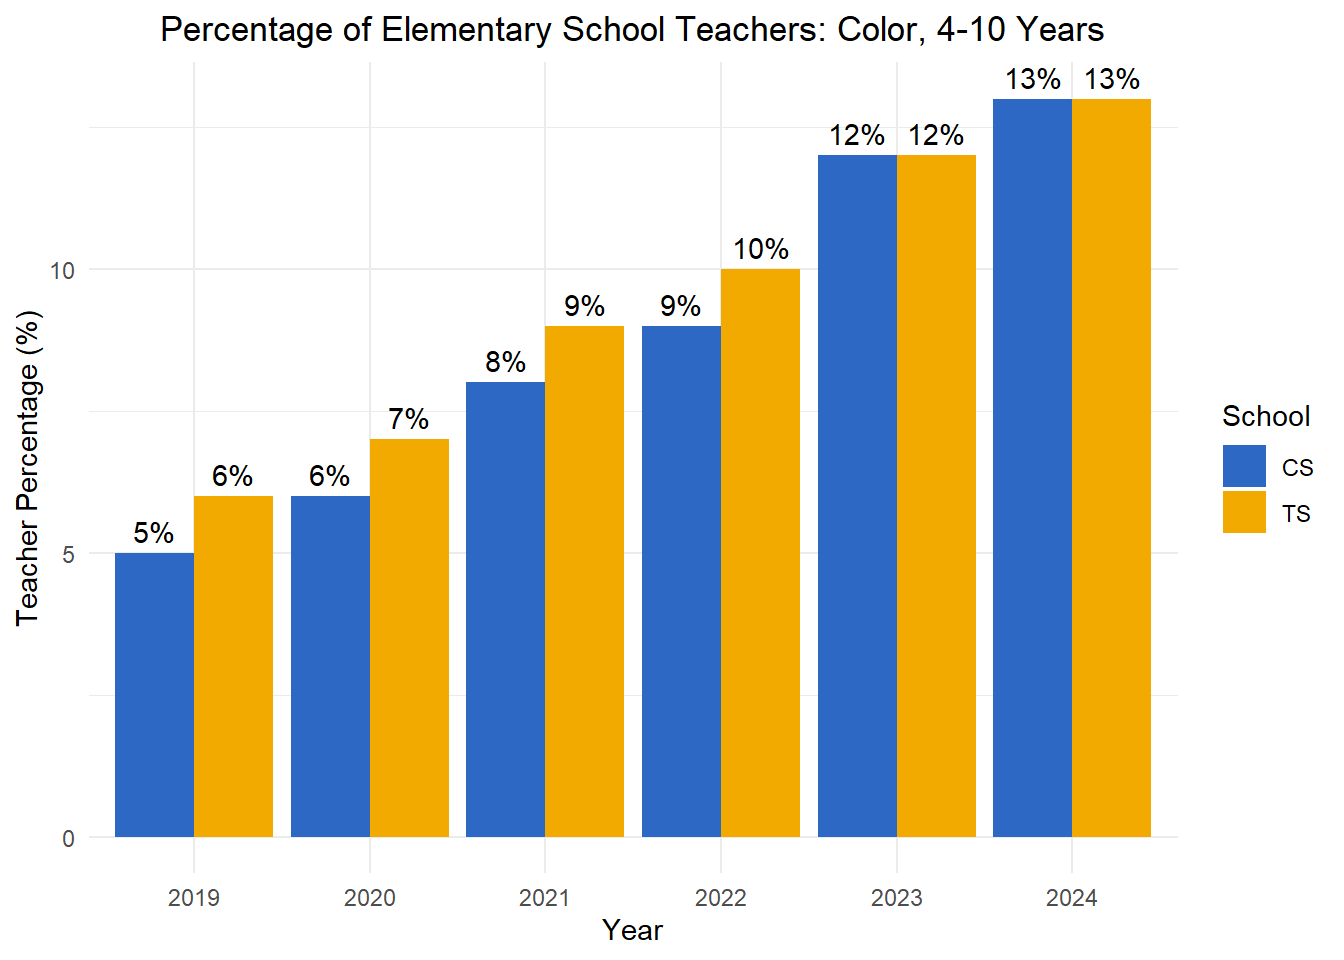 Percentage of Elementary School Teachers: Color, 4-10 Years
13% 13%
12% 12%
10%
9% 9%
8%
7%
6% 6%
5%
10
5
0
Teacher Percentage (%)
2019 2020 2021 2022 2023 2024
Year
School
CS
TS